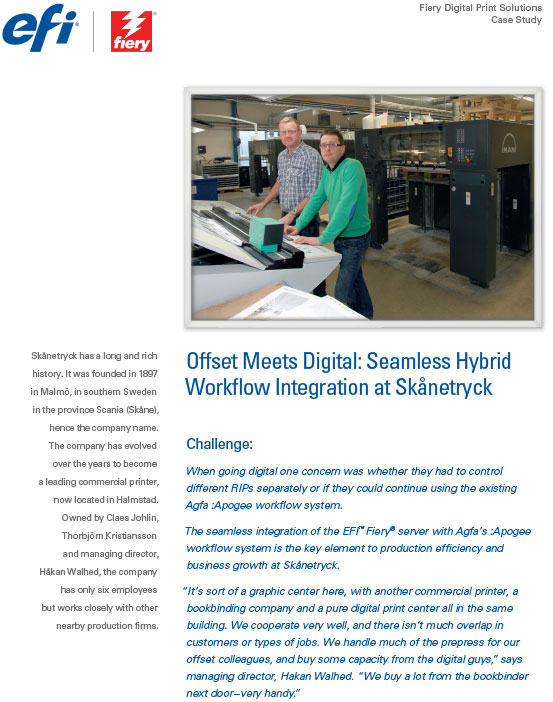 efi
fiery
Fiery Digital Print Solutions
Case Study
MAN
Skånetryck has a long and rich
history. It was founded in 1897
in Malmö, in southern Sweden
in the province Scania (Skåne),
hence the company name.
The company has evolved
over the years to become
a leading commercial printer,
now located in Halmstad.
Owned by Claes Johlin,
Thorbjörn Kristiansson
and managing director,
Håkan Walhed, the company
has only six employees
but works closely with other
nearby production firms.
Offset Meets Digital: Seamless Hybrid
Workflow Integration at Skånetryck
Challenge:
When going digital one concern was whether they had to control
different RIPs separately or if they could continue using the existing
Agfa :Apogee workflow system.
The seamless integration of the EFI™ Fiery® server with Agfa's :Apogee
workflow system is the key element to production efficiency and
business growth at Skånetryck.
“It's sort of a graphic center here, with another commercial printer, a
bookbinding company and a pure digital print center all in the same
building. We cooperate very well, and there isn't much overlap in
customers or types of jobs. We handle much of the prepress for our
offset colleagues, and buy some capacity from the digital guys,” says
managing director, Hakan Walhed. “We buy a lot from the bookbinder
next door–very handy.”